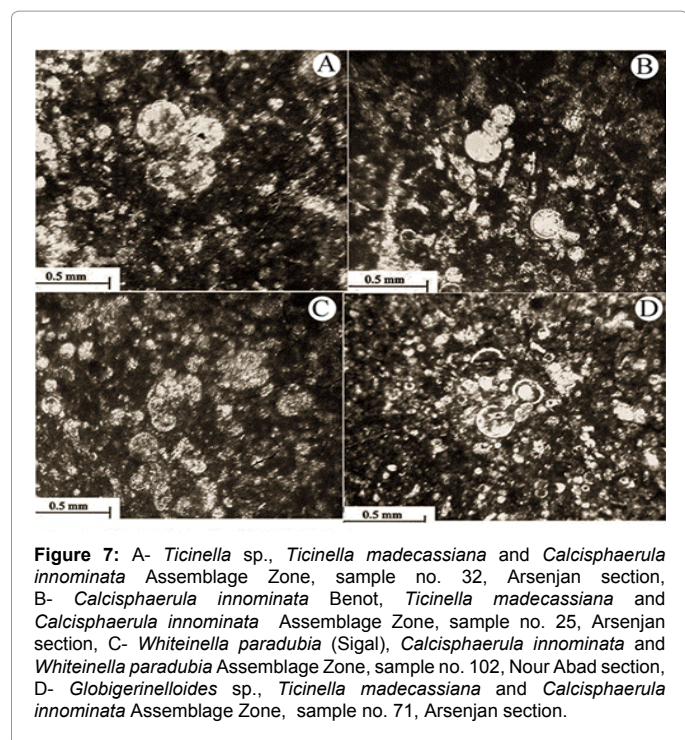 A
B
0.5 mm
0.5 mm
C
D
0.5 mm
0.5 mm
Figure 7: A- Ticinella sp., Ticinella madecassiana and Calcisphaerula
innominata Assemblage Zone, sample no. 32, Arsenjan section,
B- Calcisphaerula innominata Benot, Ticinella madecassiana and
Calcisphaerula innominata Assemblage Zone, sample no. 25, Arsenjan
section, C- Whiteinella paradubia (Sigal), Calcisphaerula innominata and
Whiteinella paradubia Assemblage Zone, sample no. 102, Nour Abad section,
D- Globigerinelloides sp., Ticinella madecassiana and Calcisphaerula
innominata Assemblage Zone, sample no. 71, Arsenjan section.